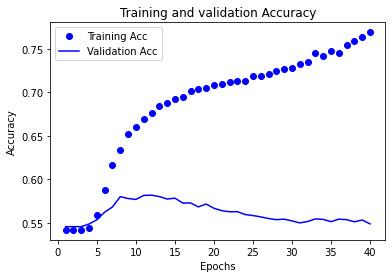 Training and validation Accuracy
Training Acc
Validation Acc
Accuracy
0.75
0.70
0.65
0.60
0.55
0 5 10 15 20 25 30 35 40
Epochs